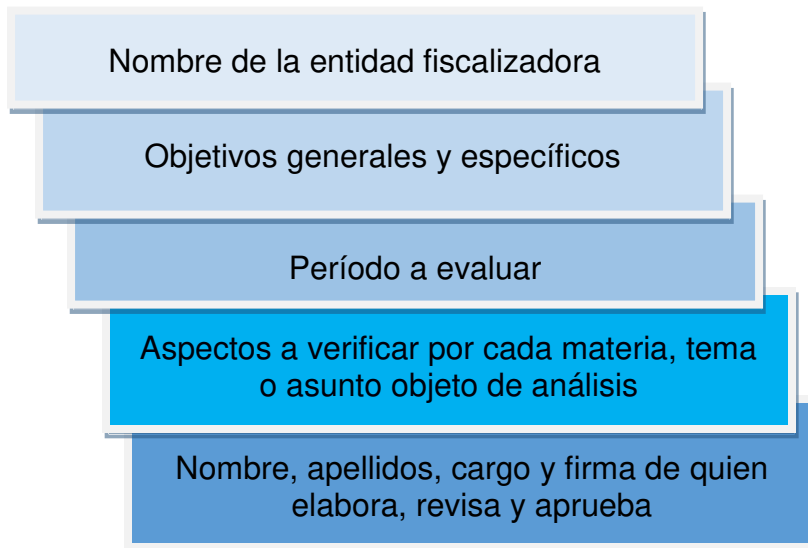 Nombre de la entidad fiscalizadora
Objetivos generales y específicos
Período a evaluar
Aspectos a verificar por cada materia, tema
o asunto objeto de análisis
Nombre, apellidos, cargo y firma de quien
elabora, revisa y aprueba